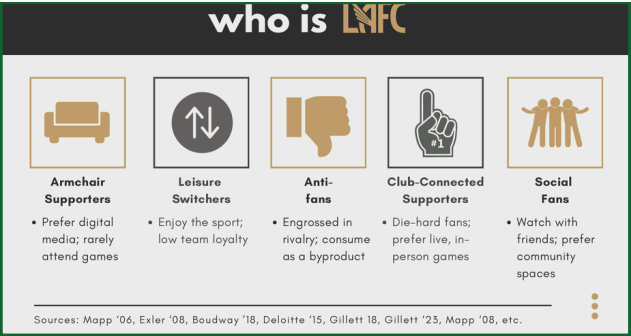 who is LAFC
#1
Armchair
Supporters
• Prefer digital
media; rarely
attend games
Leisure
Switchers
• Enjoy the sport;
low team loyalty
Anti-
fans
• Engrossed in
rivalry; consume
as a byproduct
Club-Connected
Supporters
• Die-hard fans;
prefer live, in-
person games
Social
Fans
• Watch with
friends; prefer
community
spaces
Sources: Mapp ‘06, Exler ‘08, Boudway ‘18, Deloitte ‘15, Gillett 18, Gillett ‘23, Mapp ‘08, etc.